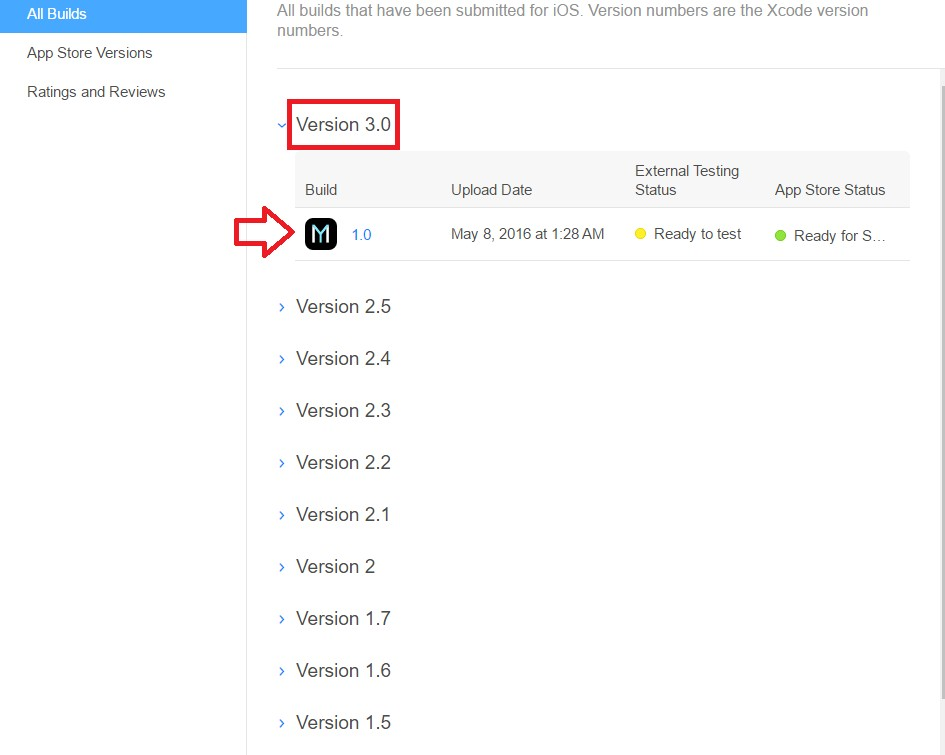 All Builds
App Store Versions
Ratings and Reviews
All builds that have been submitted for iOS. Version numbers are the Xcode version
numbers.
Version 3.0
Build
Upload Date
External Testing
Status
App Store Status
1.0
May 8, 2016 at 1:28 AM
Ready to test
Ready for S…
Version 2.5
Version 2.4
Version 2.3
Version 2.2
Version 2.1
Version 2
Version 1.7
Version 1.6
Version 1.5